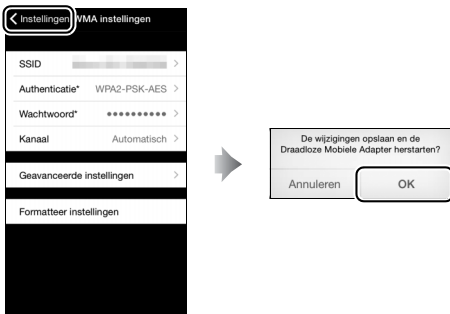 Instellingen WMA instellingen
SSID
Authenticatie* WPA2-PSK-AES
Wachtwoord* ••••••••••
Kanaal Automatisch
Geavanceerde instellingen
Formatteer instellingen
De wijzigingen opslaan en de
Draadloze Mobiele Adapter herstarten?
Annuleren OK